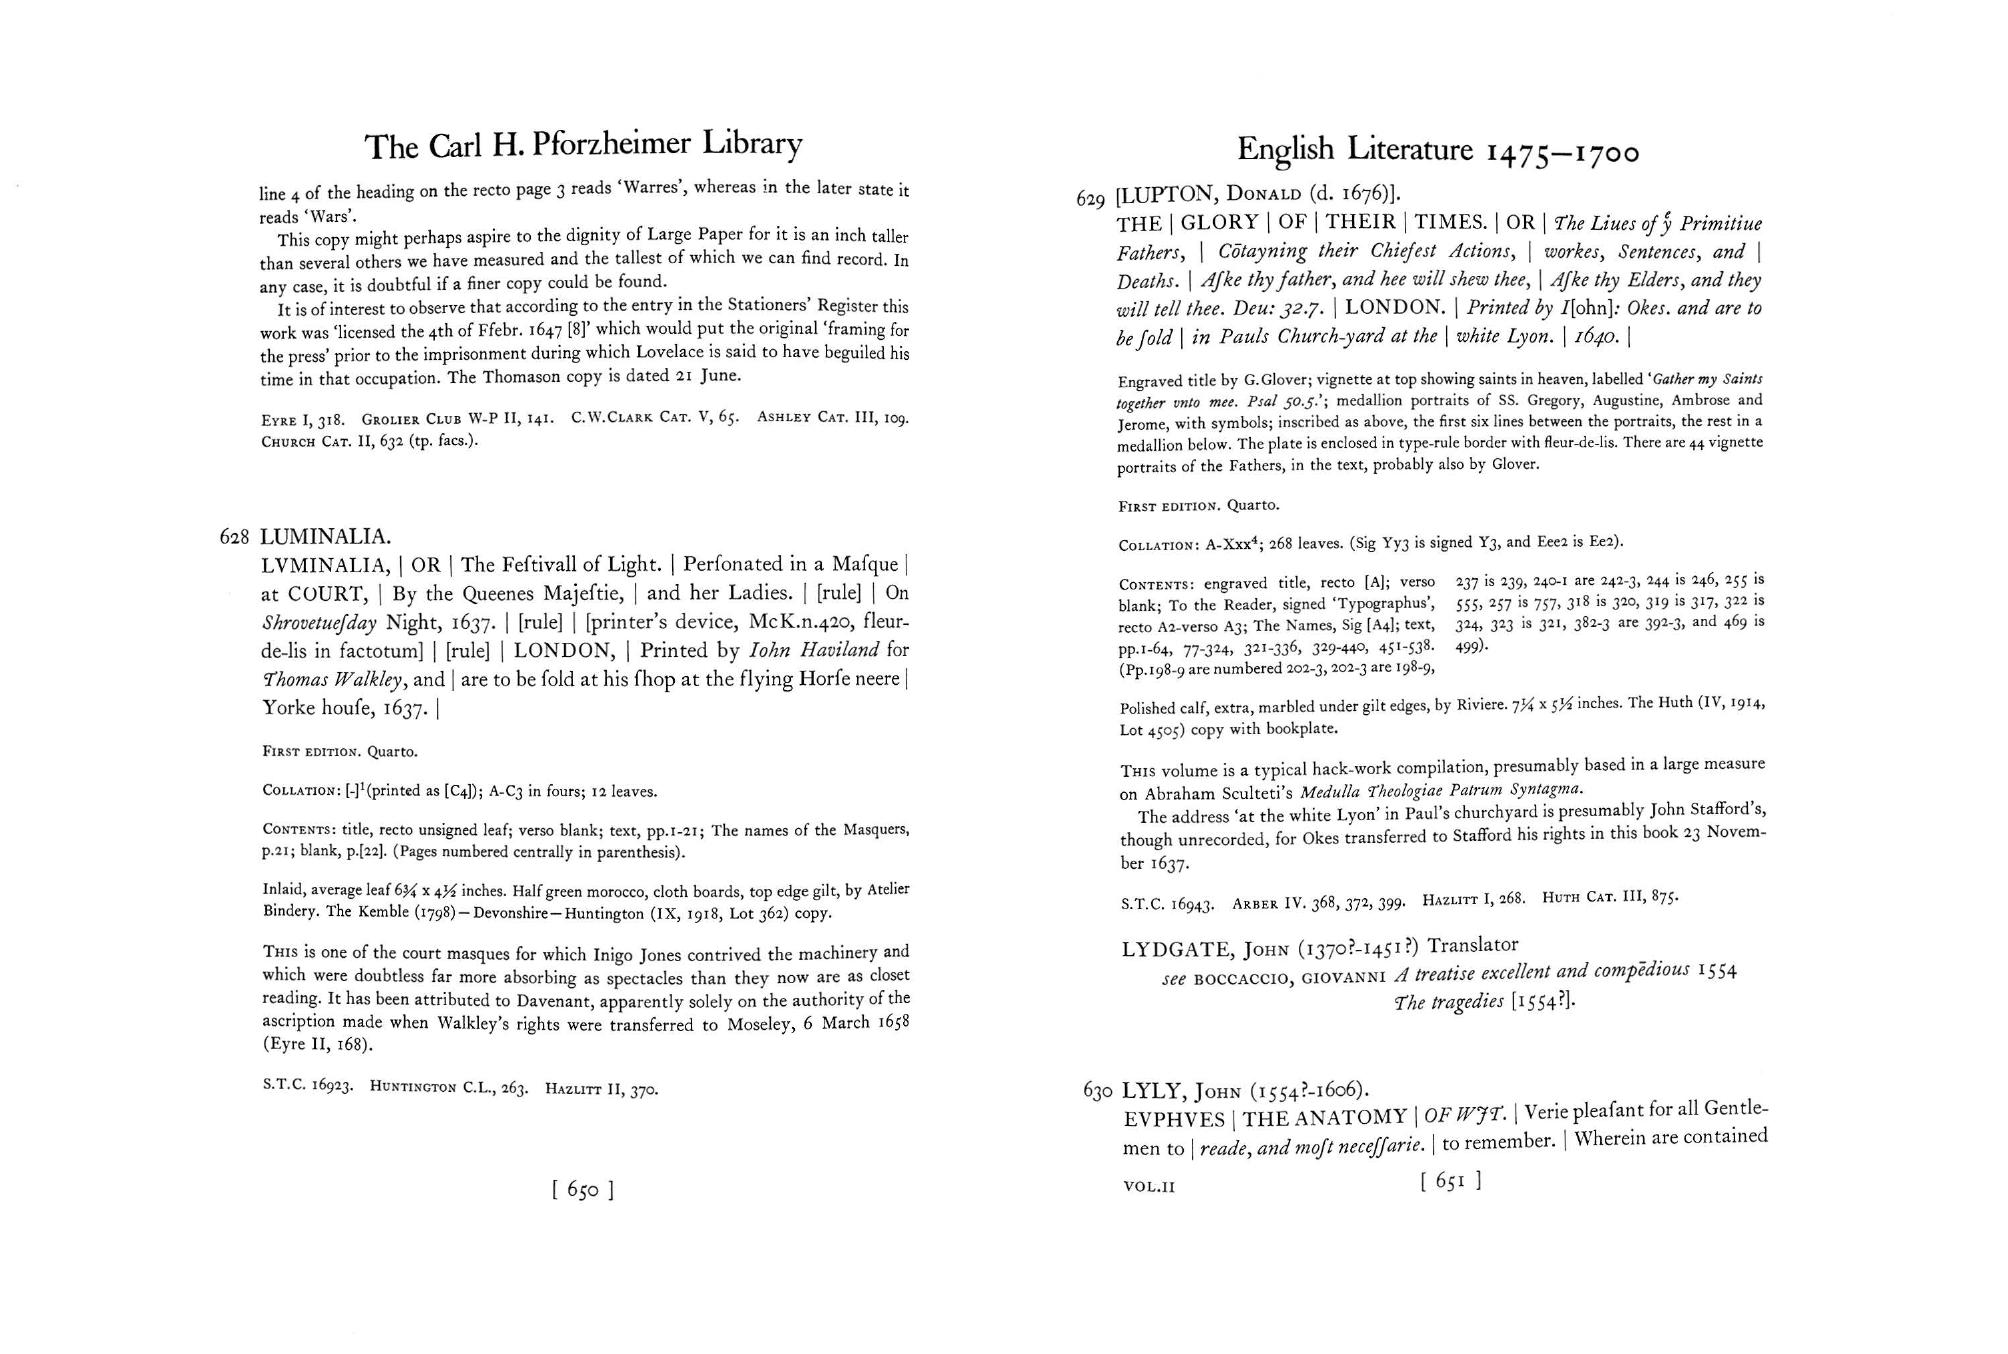 The Carl H. Pforzheimer Library
line 4 of the heading on the recto page 3 reads ‘Warres’, whereas in the later state it
reads ‘Wars’.
This copy might perhaps aspire to the dignity of Large Paper for it is an inch taller
than several others we have measured and the tallest of which we can find record. In
any case, it is doubtful if a finer copy could be found.
It is of interest to observe that according to the entry in the Stationers’ Register this
work was ‘licensed the 4th of Ffebr. 1647 [8]’ which would put the original ‘framing for
the press’ prior to the imprisonment during which Lovelace is said to have beguiled his
time in that occupation. The Thomason copy is dated 21 June.
EYRE I, 318. GROLIER CLUB W-P II, 141. C.W.CLARK CAT. V, 65. ASHLEY CAT. III, 109.
CHURCH CAT. II, 632 (tp. facs.).
628 LUMINALIA.
LVMINALIA, | OR | The Feſtivall of Light. | Perſonated in a Maſque |
at COURT, | By the Queenes Majeſtie, | and her Ladies. | [rule] | On
Shrovetueſday Night, 1637. | [rule] | [printer’s device, McK.n.420, fleur-
de-lis in factotum] | [rule] | LONDON, | Printed by Iohn Haviland for
Thomas Walkley, and | are to be ſold at his ſhop at the flying Horſe neere |
Yorke houſe, 1637. |
FIRST EDITION. Quarto.
COLLATION: [-]¹(printed as [C4]); A-C3 in fours; 12 leaves.
CONTENTS: title, recto unsigned leaf; verso blank; text, pp.1-21; The names of the Masquers,
p.21; blank, p.[22]. (Pages numbered centrally in parenthesis).
Inlaid, average leaf 6¾ x 4½ inches. Half green morocco, cloth boards, top edge gilt, by Atelier
Bindery. The Kemble (1798)—Devonshire—Huntington (IX, 1918, Lot 362) copy.
THIS is one of the court masques for which Inigo Jones contrived the machinery and
which were doubtless far more absorbing as spectacles than they now are as closet
reading. It has been attributed to Davenant, apparently solely on the authority of the
ascription made when Walkley’s rights were transferred to Moseley, 6 March 1658
(Eyre II, 168).
S.T.C. 16923. HUNTINGTON C.L., 263. HAZLITT II, 370.
[ 650 ]
English Literature 1475—1700
629 [LUPTON, DONALD (d. 1676)].
THE | GLORY | OF | THEIR | TIMES. | OR | The Liues of ẙ Primitiue
Fathers, | Cōtayning their Chiefest Actions, | workes, Sentences, and |
Deaths. | Aſke thy father, and hee will shew thee, | Aſke thy Elders, and they
will tell thee. Deu: 32.7. | LONDON. | Printed by I[ohn]: Okes. and are to
be ſold | in Pauls Church-yard at the | white Lyon. | 1640. |
Engraved title by G.Glover; vignette at top showing saints in heaven, labelled ‘Gather my Saints
together vnto mee. Psal 50.5.’; medallion portraits of SS. Gregory, Augustine, Ambrose and
Jerome, with symbols; inscribed as above, the first six lines between the portraits, the rest in a
medallion below. The plate is enclosed in type-rule border with fleur-de-lis. There are 44 vignette
portraits of the Fathers, in the text, probably also by Glover.
FIRST EDITION. Quarto.
COLLATION: A-Xxx⁴; 268 leaves. (Sig Yy3 is signed Y3, and Eee2 is Ee2).
CONTENTS: engraved title, recto [A]; verso
blank; To the Reader, signed ‘Typographus’,
recto A2-verso A3; The Names, Sig [A4]; text,
pp.1-64, 77-324, 321-336, 329-440, 451-538.
(Pp.198-9 are numbered 202-3, 202-3 are 198-9,
237 is 239, 240-1 are 242-3, 244 is 246, 255 is
555, 257 is 757, 318 is 320, 319 is 317, 322 is
324, 323 is 321, 382-3 are 392-3, and 469 is
499).
Polished calf, extra, marbled under gilt edges, by Riviere. 7¼ x 5½ inches. The Huth (IV, 1914,
Lot 4505) copy with bookplate.
THIS volume is a typical hack-work compilation, presumably based in a large measure
on Abraham Sculteti’s Medulla Theologiae Patrum Syntagma.
The address ‘at the white Lyon’ in Paul’s churchyard is presumably John Stafford’s,
though unrecorded, for Okes transferred to Stafford his rights in this book 23 Novem-
ber 1637.
S.T.C. 16943. ARBER IV. 368, 372, 399. HAZLITT I, 268. HUTH CAT. III, 875.
LYDGATE, JOHN (1370?-1451?) Translator
see BOCCACCIO, GIOVANNI A treatise excellent and compēdious 1554
The tragedies [1554?].
630 LYLY, JOHN (1554?-1606).
EVPHVES | THE ANATOMY | OF WJT. | Verie pleaſant for all Gentle-
men to | reade, and moſt neceſſarie. | to remember. | Wherein are contained
VOL.II
[ 651 ]